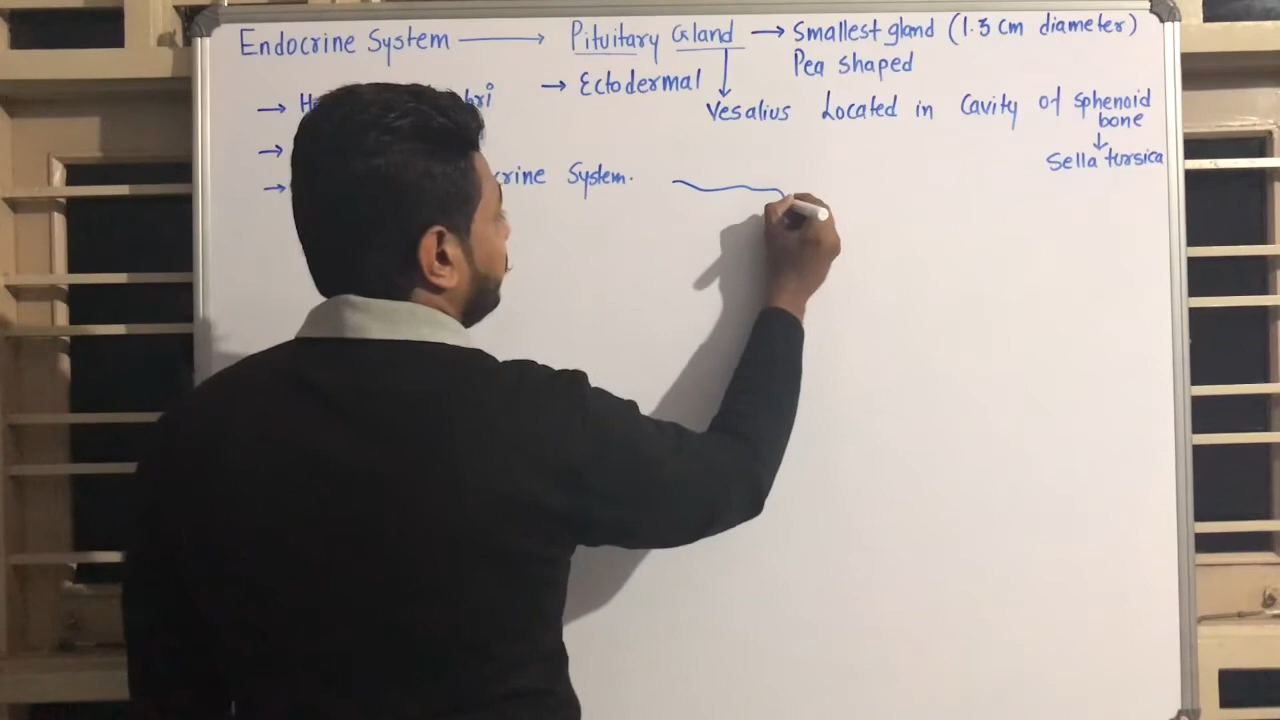 Endocrine System → Pituitary Gland → Smallest gland (1.5 cm diameter)
Pea shaped
→ Ectodermal
Vesalius Located in Cavity of Sphenoid
bone
↓
Sella tursica
→
→ System.